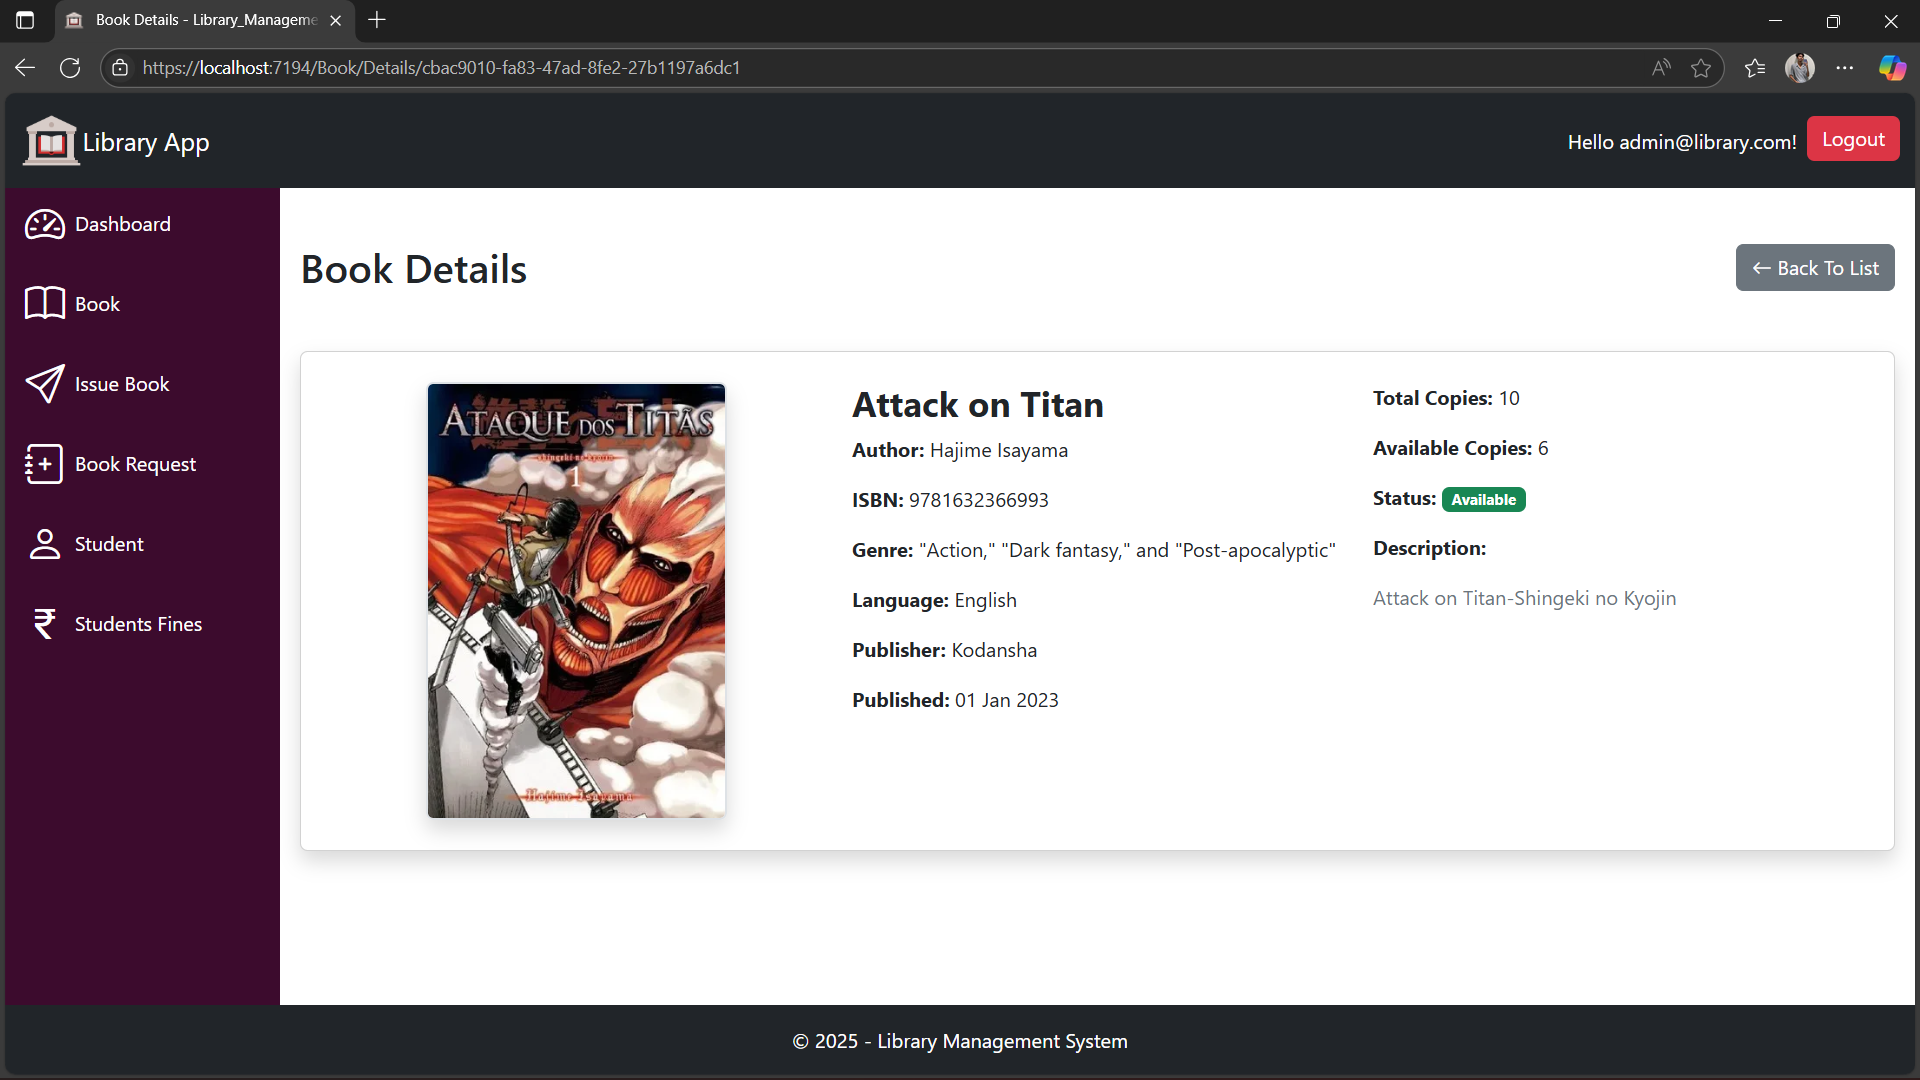 Book Details - Library_Manageme
https://localhost:7194/Book/Details/cbac9010-fa83-47ad-8fe2-27b1197a6dc1
Library App
Hello admin@library.com!
Logout
Dashboard
Book
Issue Book
Book Request
Student
Students Fines
Book Details
← Back To List
ATAQUE DOS TITÃS
shingeki no kyojin
1
Hajime Isayama
Attack on Titan
Author: Hajime Isayama
ISBN: 9781632366993
Genre: "Action," "Dark fantasy," and "Post-apocalyptic"
Language: English
Publisher: Kodansha
Published: 01 Jan 2023
Total Copies: 10
Available Copies: 6
Status: Available
Description:
Attack on Titan-Shingeki no Kyojin
© 2025 - Library Management System